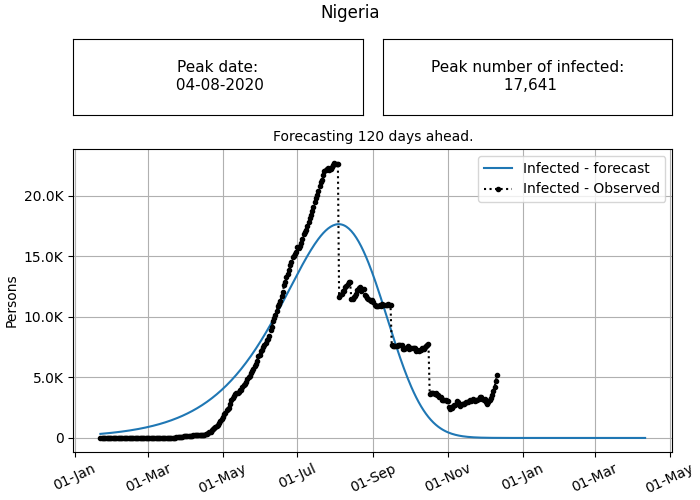 Nigeria
Peak date:
04-08-2020
Peak number of infected:
17,641
Forecasting 120 days ahead.
Infected - forecast
Infected - Observed
Persons
20.0K
15.0K
10.0K
5.0K
0
01-Jan
01-Mar
01-May
01-Jul
01-Sep
01-Nov
01-Jan
01-Mar
01-May